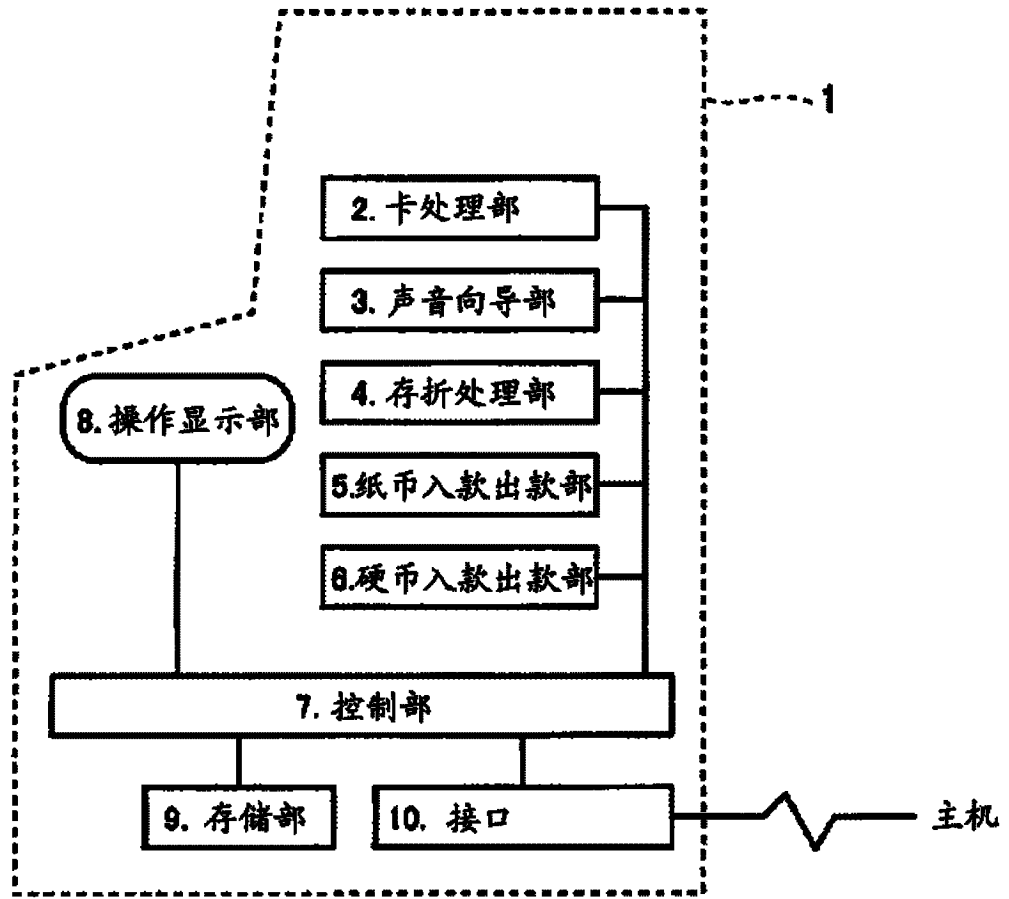 1
2. 卡处理部
3. 声音向导部
4. 存折处理部
8. 操作显示部
5.纸币入款出款部
6.硬币入款出款部
7. 控制部
9. 存储部
10. 接口
主机